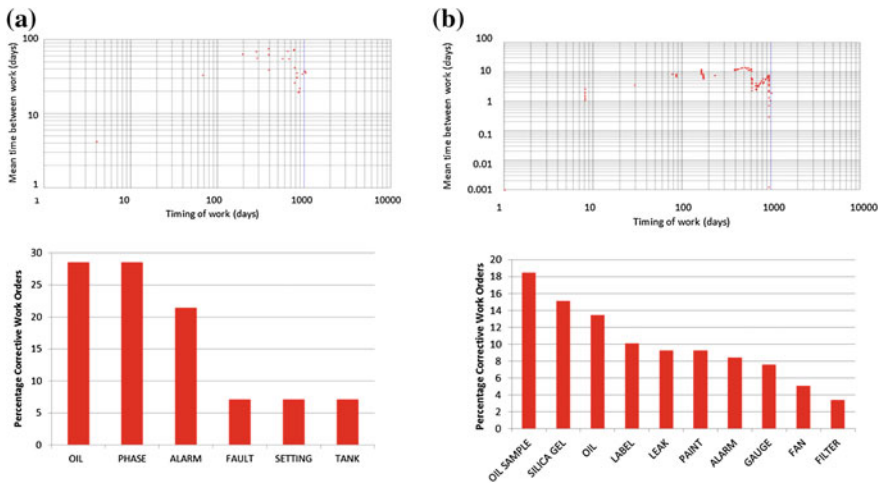 (a)
Mean time between work (days)
100
10
1
1 10 100 1000 10000
Timing of work (days)
Percentage Corrective Work Orders
30
25
20
15
10
5
0
OIL PHASE ALARM FAULT SETTING TANK
(b)
Mean time between work (days)
100
10
1
0.1
0.01
0.001
1 10 100 1000 10000
Timing of work (days)
Percentage Corrective Work Orders
20
18
16
14
12
10
8
6
4
2
0
OIL SAMPLE SILICA GEL OIL LABEL LEAK PAINT ALARM GAUGE FAN FILTER